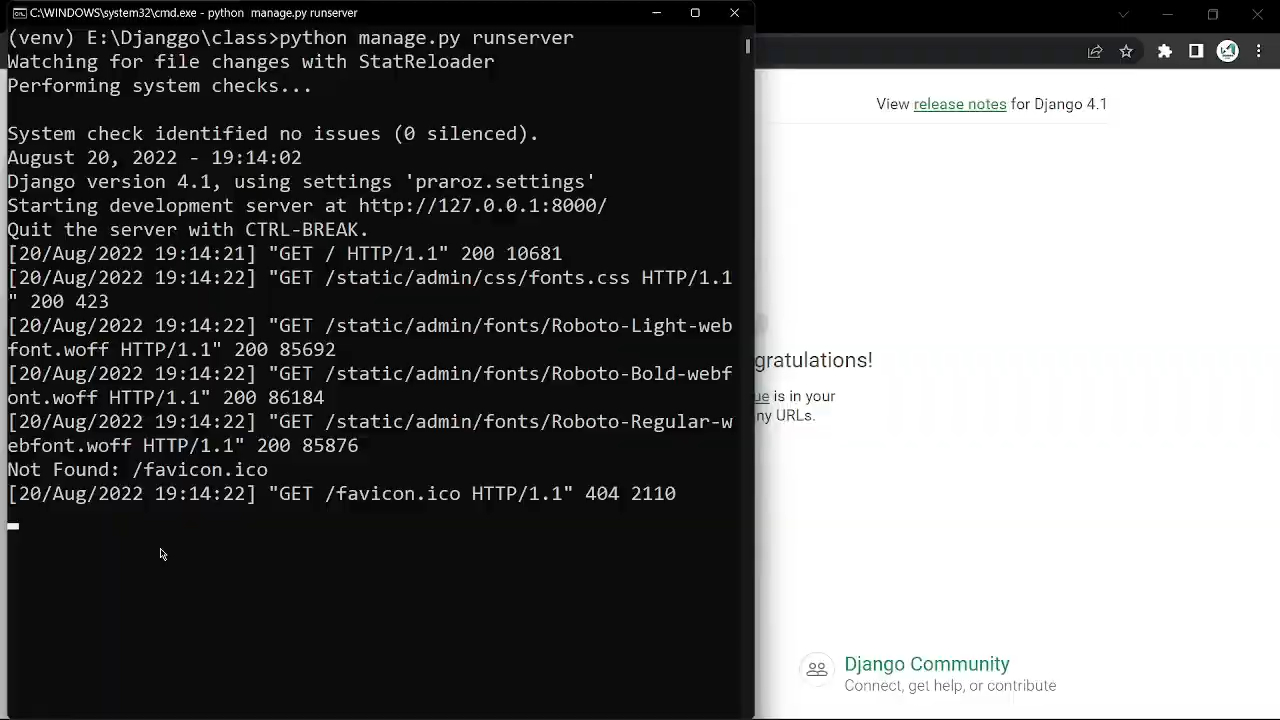 C:\WINDOWS\system32\cmd.exe - python  manage.py runserver
(venv) E:\Djanggo\class>python manage.py runserver
Watching for file changes with StatReloader
Performing system checks...
System check identified no issues (0 silenced).
August 20, 2022 - 19:14:02
Django version 4.1, using settings 'praroz.settings'
Starting development server at http://127.0.0.1:8000/
Quit the server with CTRL-BREAK.
[20/Aug/2022 19:14:21] "GET / HTTP/1.1" 200 10681
[20/Aug/2022 19:14:22] "GET /static/admin/css/fonts.css HTTP/1.1
" 200 423
[20/Aug/2022 19:14:22] "GET /static/admin/fonts/Roboto-Light-web
font.woff HTTP/1.1" 200 85692
[20/Aug/2022 19:14:22] "GET /static/admin/fonts/Roboto-Bold-webf
ont.woff HTTP/1.1" 200 86184
[20/Aug/2022 19:14:22] "GET /static/admin/fonts/Roboto-Regular-w
ebfont.woff HTTP/1.1" 200 85876
Not Found: /favicon.ico
[20/Aug/2022 19:14:22] "GET /favicon.ico HTTP/1.1" 404 2110
View release notes for Django 4.1
gratulations!
ue is in your
ny URLs.
Django Community
Connect, get help, or contribute